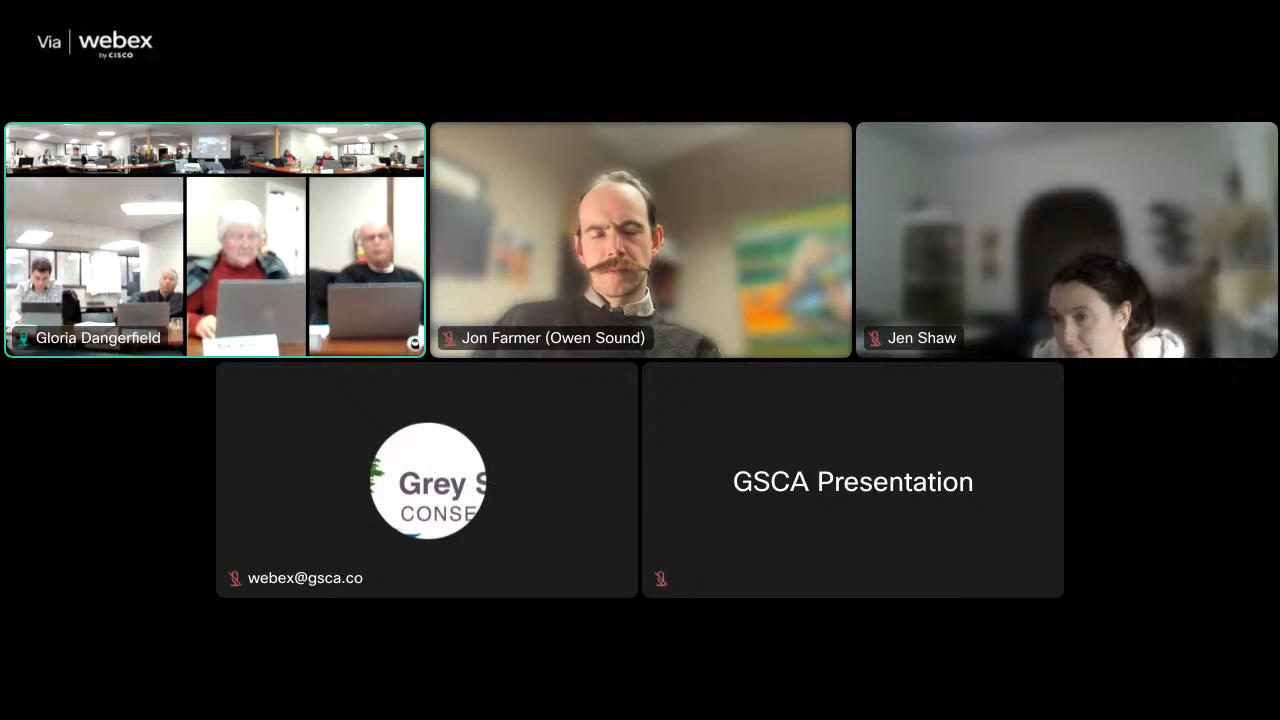 Via webex
by CISCO
Gloria Dangerfield
Jon Farmer (Owen Sound)
Jen Shaw
Grey S
CONSE
GSCA Presentation
webex@gsca.co